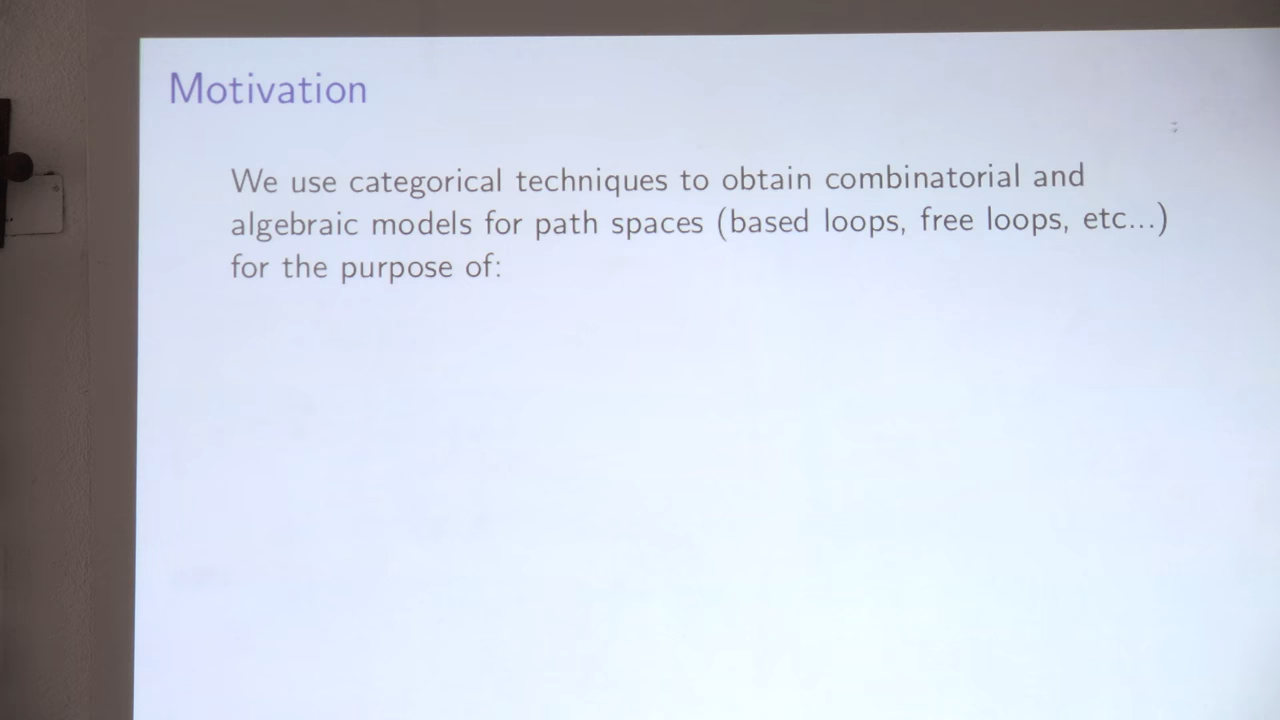 Motivation
We use categorical techniques to obtain combinatorial and
algebraic models for path spaces (based loops, free loops, etc...)
for the purpose of: